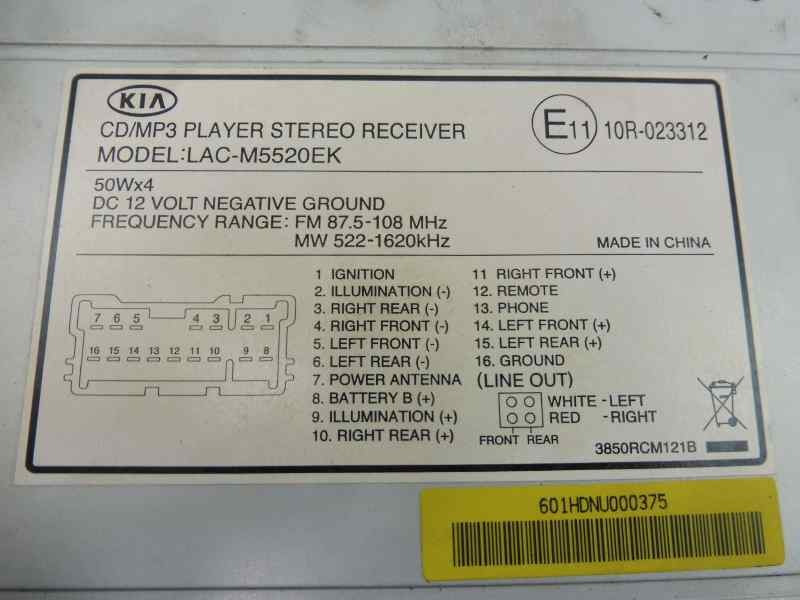 KIA
CD/MP3 PLAYER STEREO RECEIVER
MODEL:LAC-M5520EK
E11 10R-023312
50Wx4
DC 12 VOLT NEGATIVE GROUND
FREQUENCY RANGE: FM 87.5-108 MHz
MW 522-1620kHz
MADE IN CHINA
7 6 5 4 3 2 1
16 15 14 13 12 11 10 9 8
1 IGNITION
2. ILLUMINATION (-)
3. RIGHT REAR (-)
4 RIGHT FRONT (-)
5 LEFT FRONT (-)
6 LEFT REAR (-)
7 POWER ANTENNA
8 BATTERY B (+)
9. ILLUMINATION (+)
10. RIGHT REAR (+)
11 RIGHT FRONT (+)
12. REMOTE
13. PHONE
14. LEFT FRONT (+)
15. LEFT REAR (+)
16. GROUND
(LINE OUT)
WHITE - LEFT
RED - RIGHT
FRONT REAR
3850RCM121B
601HDNU000375